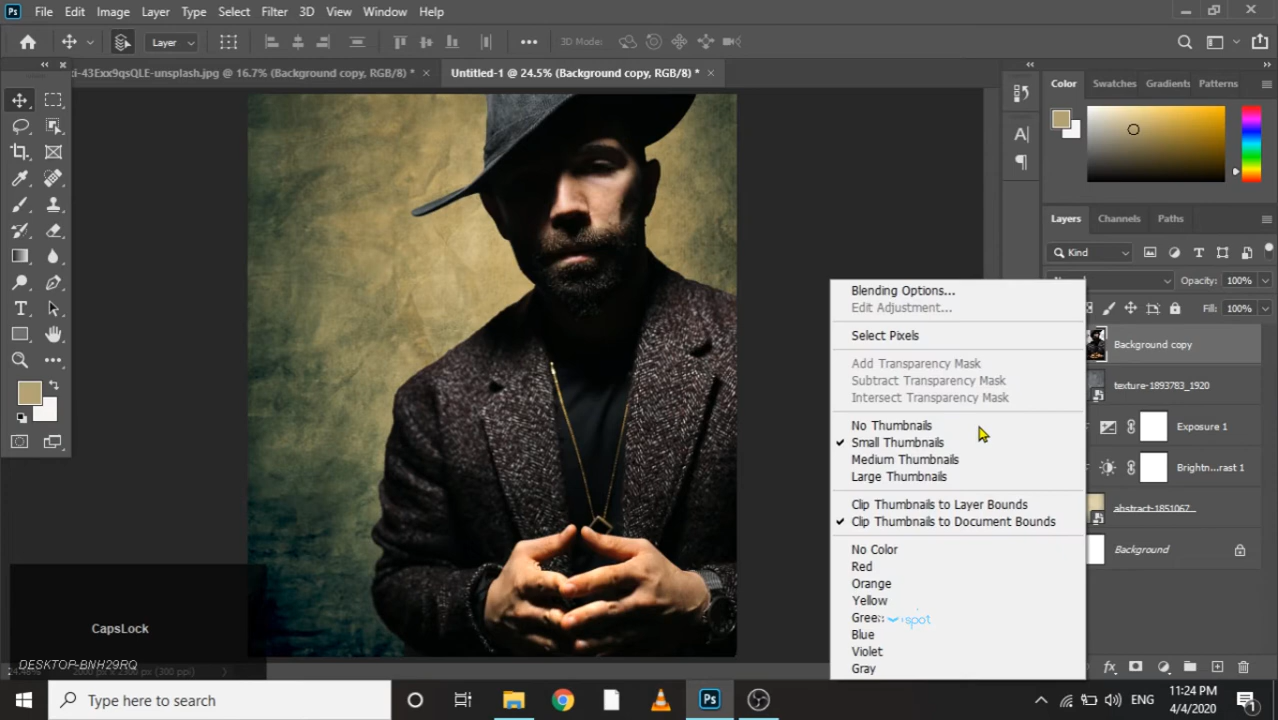 Ps File Edit Image Layer Type Select Filter 3D View Window Help
Layer 3D Mode:
i-43Exx9qsQLE-unsplash.jpg @ 16.7% (Background copy, RGB/8) *
Untitled-1 @ 24.5% (Background copy, RGB/8) *
Color Swatches Gradients Patterns
Layers Channels Paths
Kind
Opacity: 100%
Fill: 100%
Background copy
texture-1893783_1920
Exposure 1
Brightn...rast 1
abstract-1851067_
Background
Blending Options...
Edit Adjustment...
Select Pixels
Add Transparency Mask
Subtract Transparency Mask
Intersect Transparency Mask
No Thumbnails
Small Thumbnails
Medium Thumbnails
Large Thumbnails
Clip Thumbnails to Layer Bounds
Clip Thumbnails to Document Bounds
No Color
Red
Orange
Yellow
spot
Blue
Violet
Gray
CapsLock
DESKTOP-BNH29RQ
Type here to search
Ps
ENG
11:24 PM
4/4/2020
1